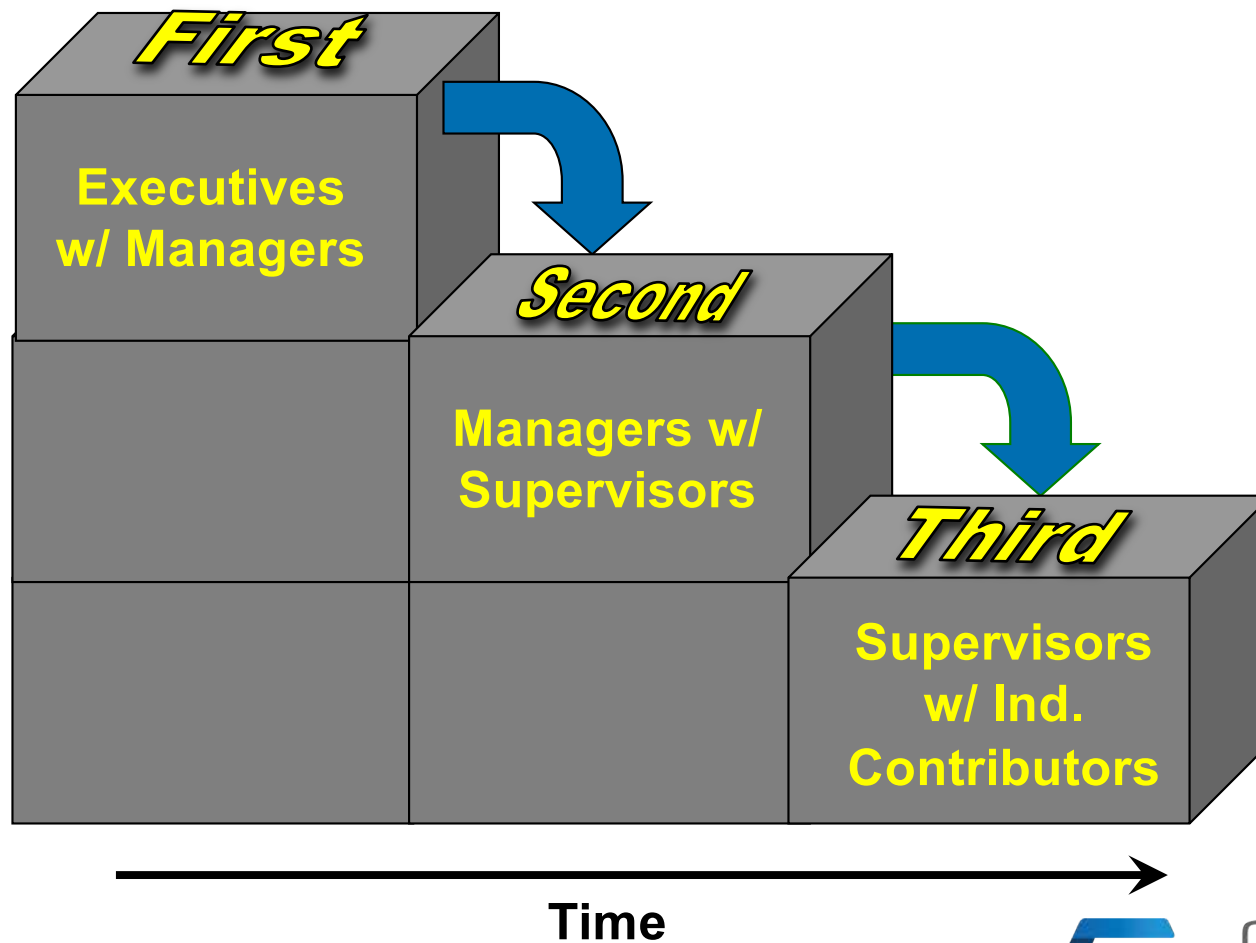 First
Executives
w/ Managers
Second
Managers w/
Supervisors
Third
Supervisors
w/ Ind.
Contributors
Time